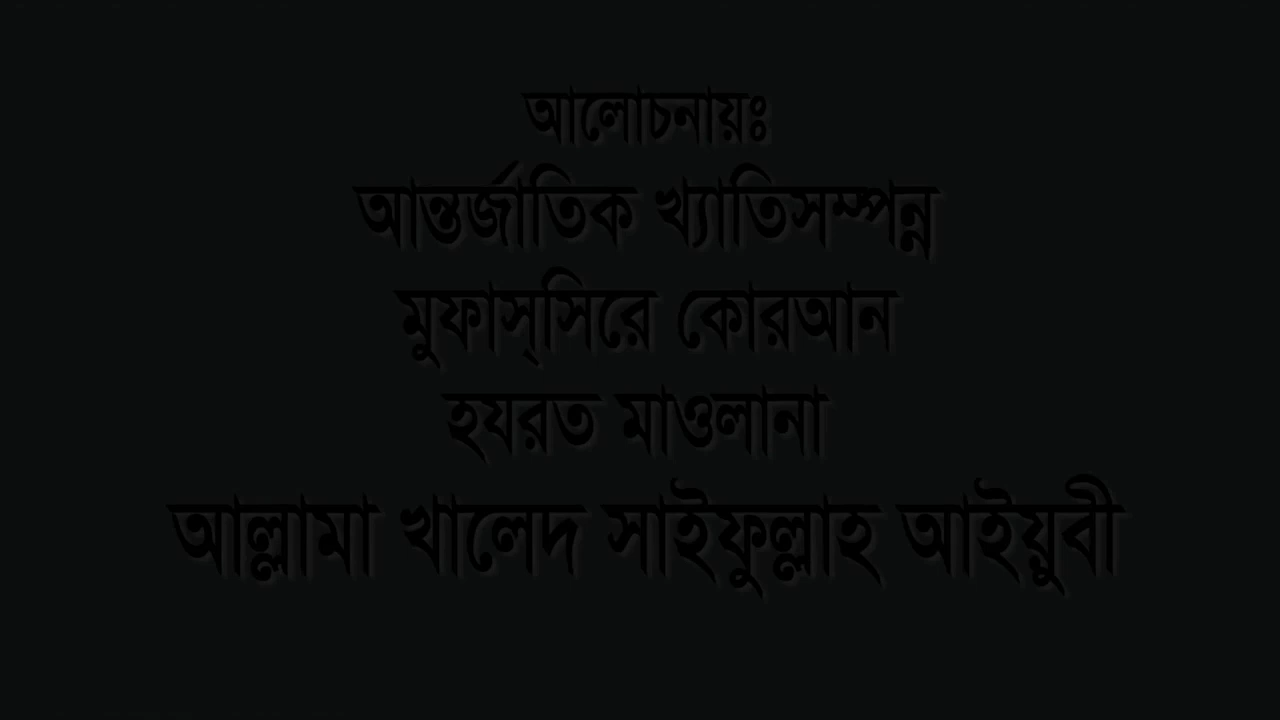 আলোচনায়ঃ
আন্তর্জাতিক খ্যাতিসম্পন্ন
মুফাস্‌সিরে কোরআন
হযরত মাওলানা
আল্লামা খালেদ সাইফুল্লাহ আইয়ুবী